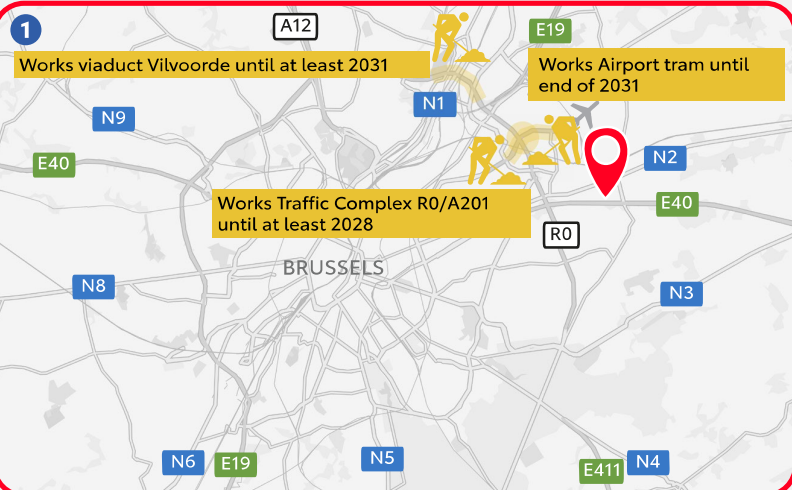 1
A12
E19
Works viaduct Vilvoorde until at least 2031
Works Airport tram until
end of 2031
N1
N9
N2
E40
Works Traffic Complex R0/A201
until at least 2028
E40
R0
BRUSSELS
N8
N3
N6
E19
N5
E411
N4